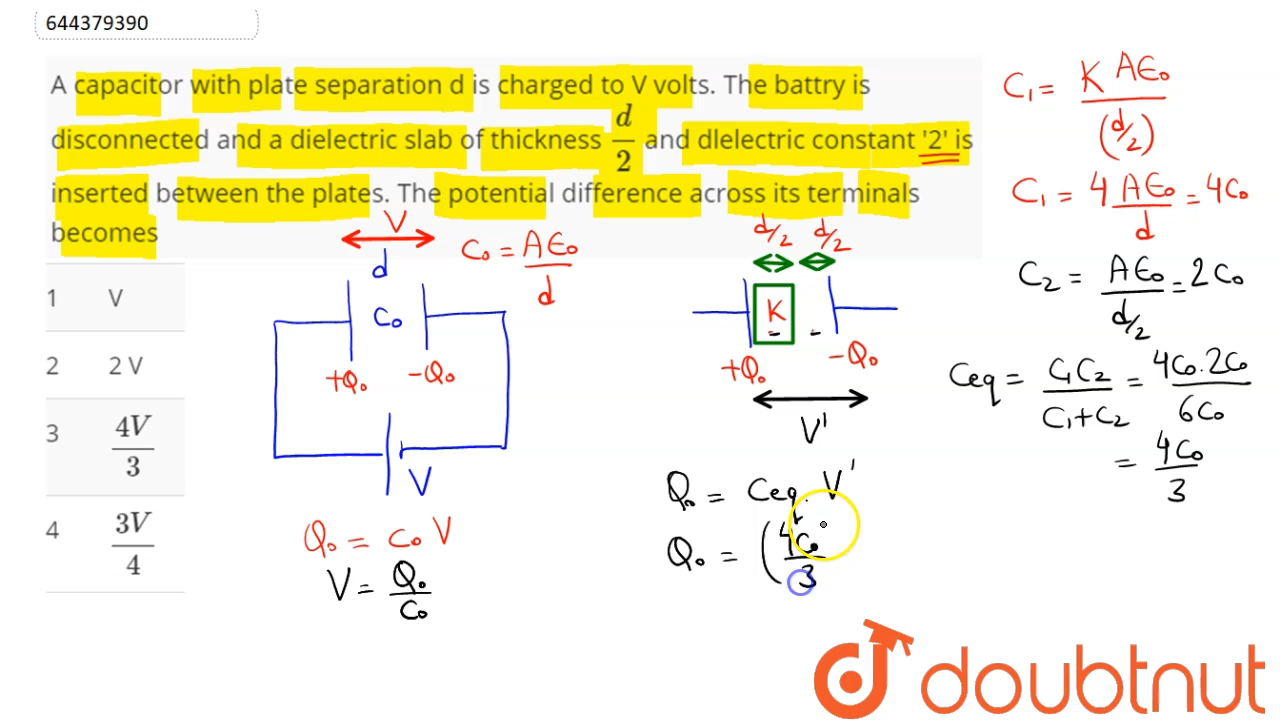 644379390
A capacitor with plate separation d is charged to V volts. The battry is
disconnected and a dielectric slab of thickness d/2 and dlelectric constant '2' is
inserted between the plates. The potential difference across its terminals
becomes
1 V
2 2 V
3 4V/3
4 3V/4
V
d
C₀
+Q₀ -Q₀
V
C₀ = Aϵ₀/d
Q₀ = C₀ V
V = Q₀/C₀
d/2 d/2
K
+Q₀ -Q₀
V'
Q₀ = Ceq. V'
Q₀ = (4C₀/3
C₁ = K Aϵ₀/(d/2)
C₁ = 4 Aϵ₀/d = 4C₀
C₂ = Aϵ₀/d/2 = 2C₀
Ceq = C₁C₂/C₁+C₂ = 4C₀.2C₀/6C₀
= 4C₀/3
doubtnut